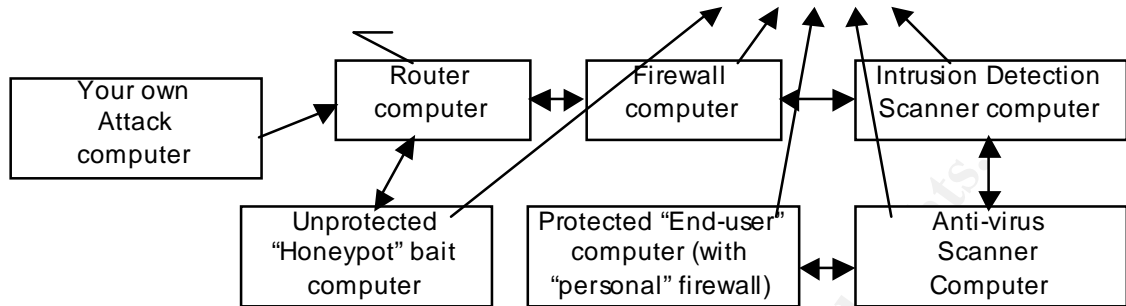 Your own
Attack
computer
Router
computer
Firewall
computer
Intrusion Detection
Scanner computer
Unprotected
“Honeypot” bait
computer
Protected “End-user”
computer (with
“personal” firewall)
Anti-virus
Scanner
Computer